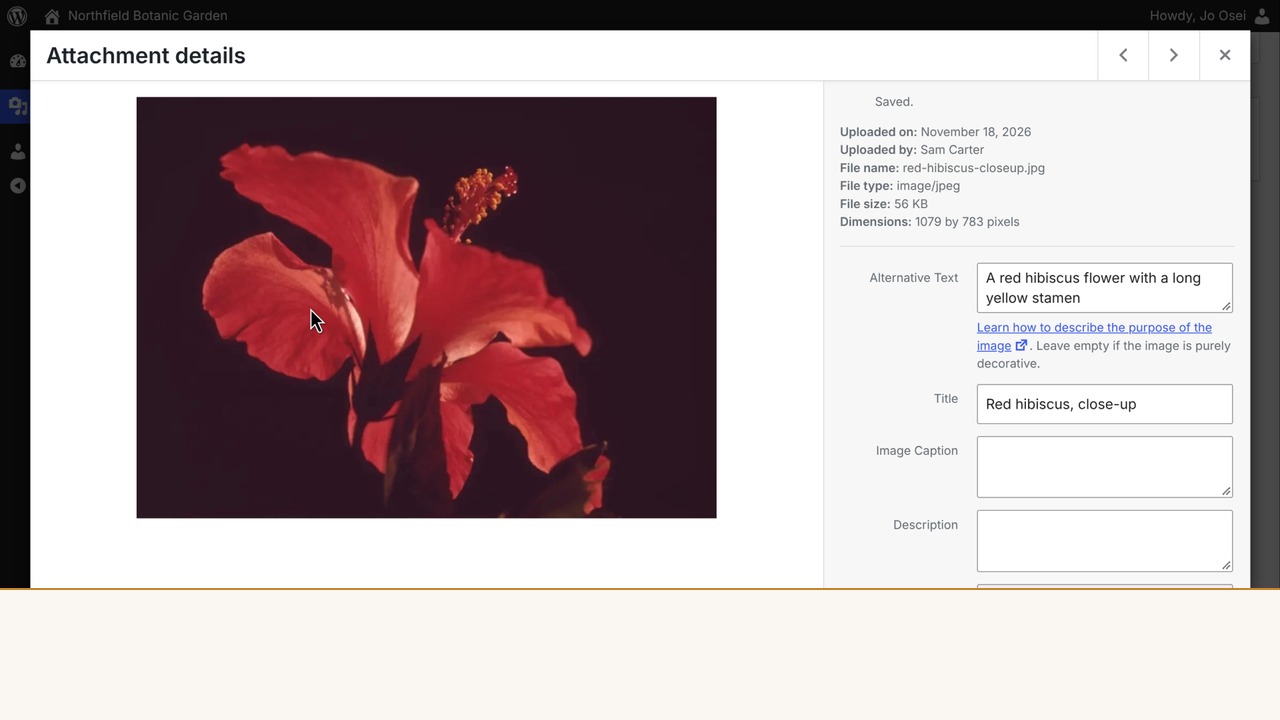 Northfield Botanic Garden
Howdy, Jo Osei
Attachment details
Saved.
Uploaded on: November 18, 2026
Uploaded by: Sam Carter
File name: red-hibiscus-closeup.jpg
File type: image/jpeg
File size: 56 KB
Dimensions: 1079 by 783 pixels
Alternative Text
A red hibiscus flower with a long
yellow stamen
Learn how to describe the purpose of the
image . Leave empty if the image is purely
decorative.
Title
Red hibiscus, close-up
Image Caption
Description